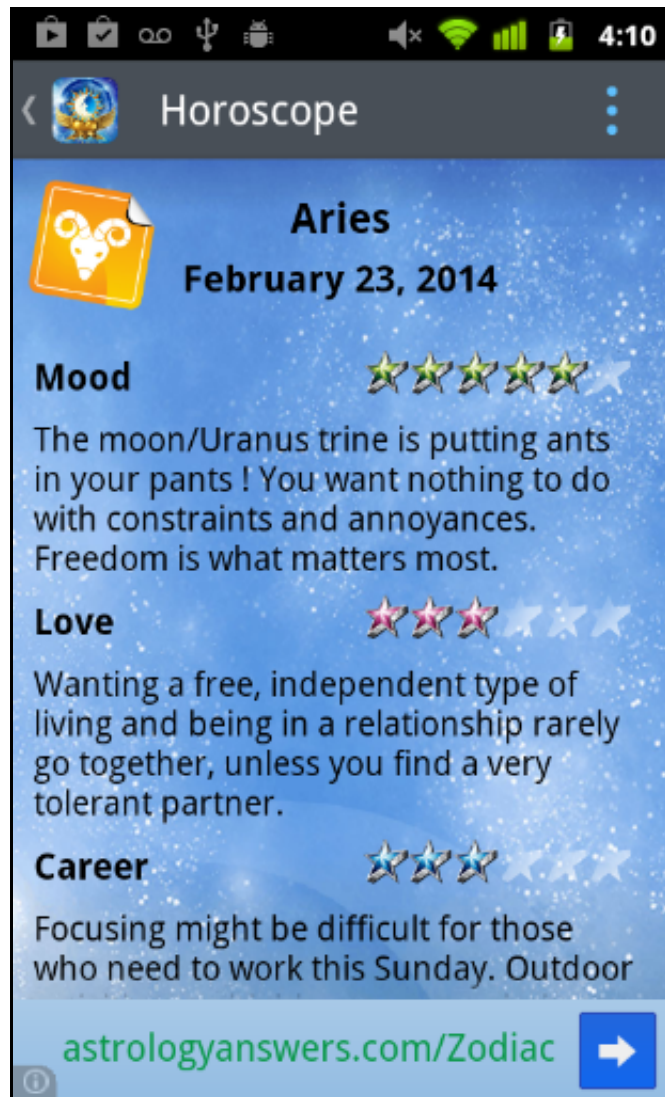 4:10
Horoscope
Aries
February 23, 2014
Mood
The moon/Uranus trine is putting ants
in your pants ! You want nothing to do
with constraints and annoyances.
Freedom is what matters most.
Love
Wanting a free, independent type of
living and being in a relationship rarely
go together, unless you find a very
tolerant partner.
Career
Focusing might be difficult for those
who need to work this Sunday. Outdoor
astrologyanswers.com/Zodiac